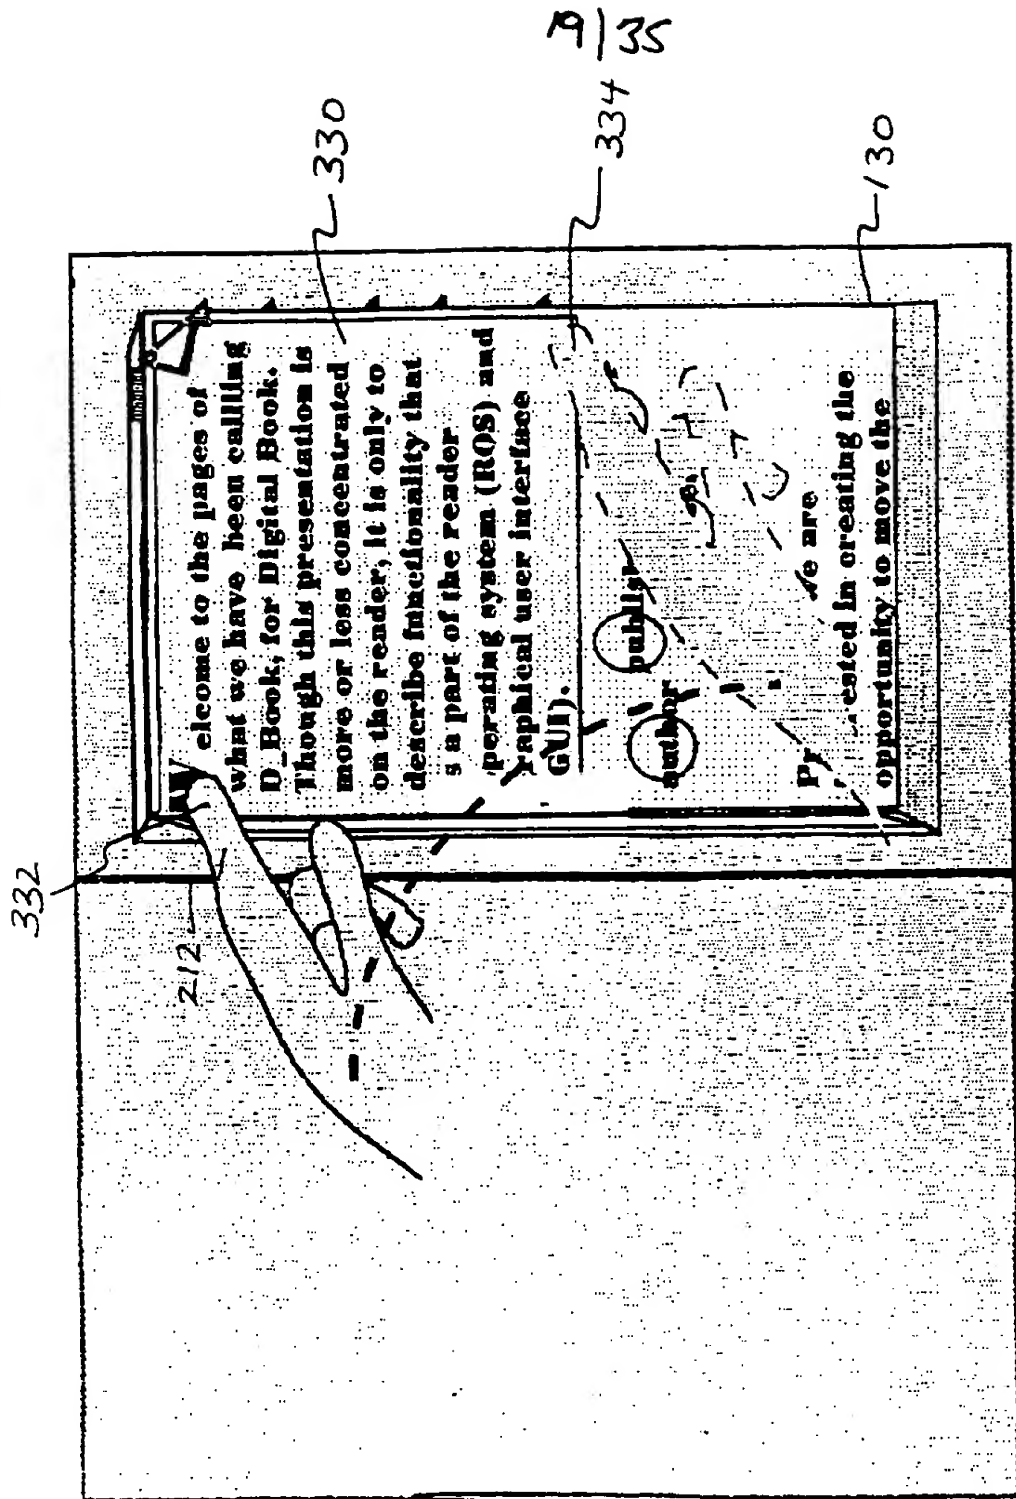 19/35
332
212
330
334
130
elcome to the pages of
what we have been callling
D_Book, for Digital Book.
Though this presentation is
more or less concentrated
on the reader, it is only to
describe functionality that
s a part of the reader
perating system (ROS) and
raphical user interface
GUI).
author publis
Pr
e are
ested in creating the
opportunity to move the